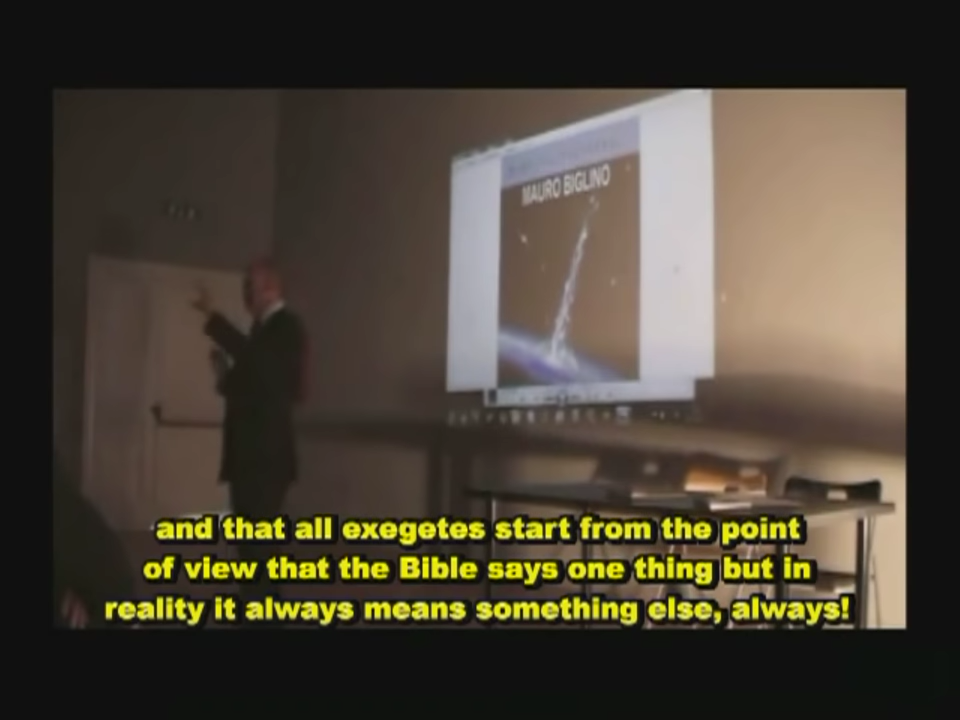 MAURO BIGLINO
and that all exegetes start from the point
of view that the Bible says one thing but in
reality it always means something else, always!